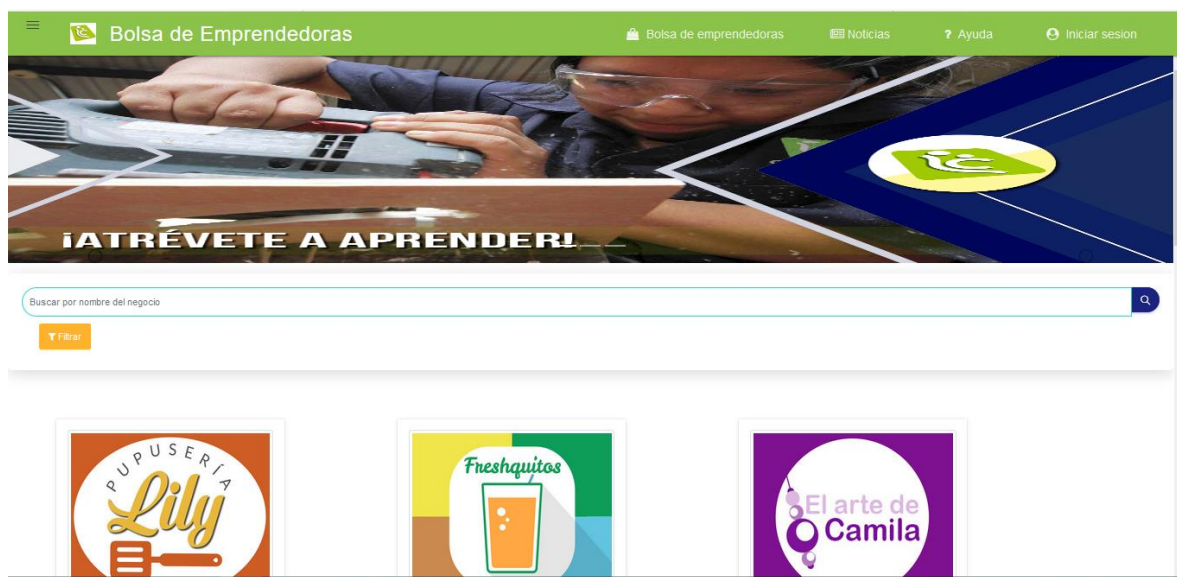 Bolsa de Emprendedoras
Bolsa de emprendedoras
Noticias
? Ayuda
Iniciar sesion
¡ATRÉVETE A APRENDER!
Buscar por nombre del negocio
Filtrar
PUPUSERÍA
Lily
Freshquitos
El arte de
Camila